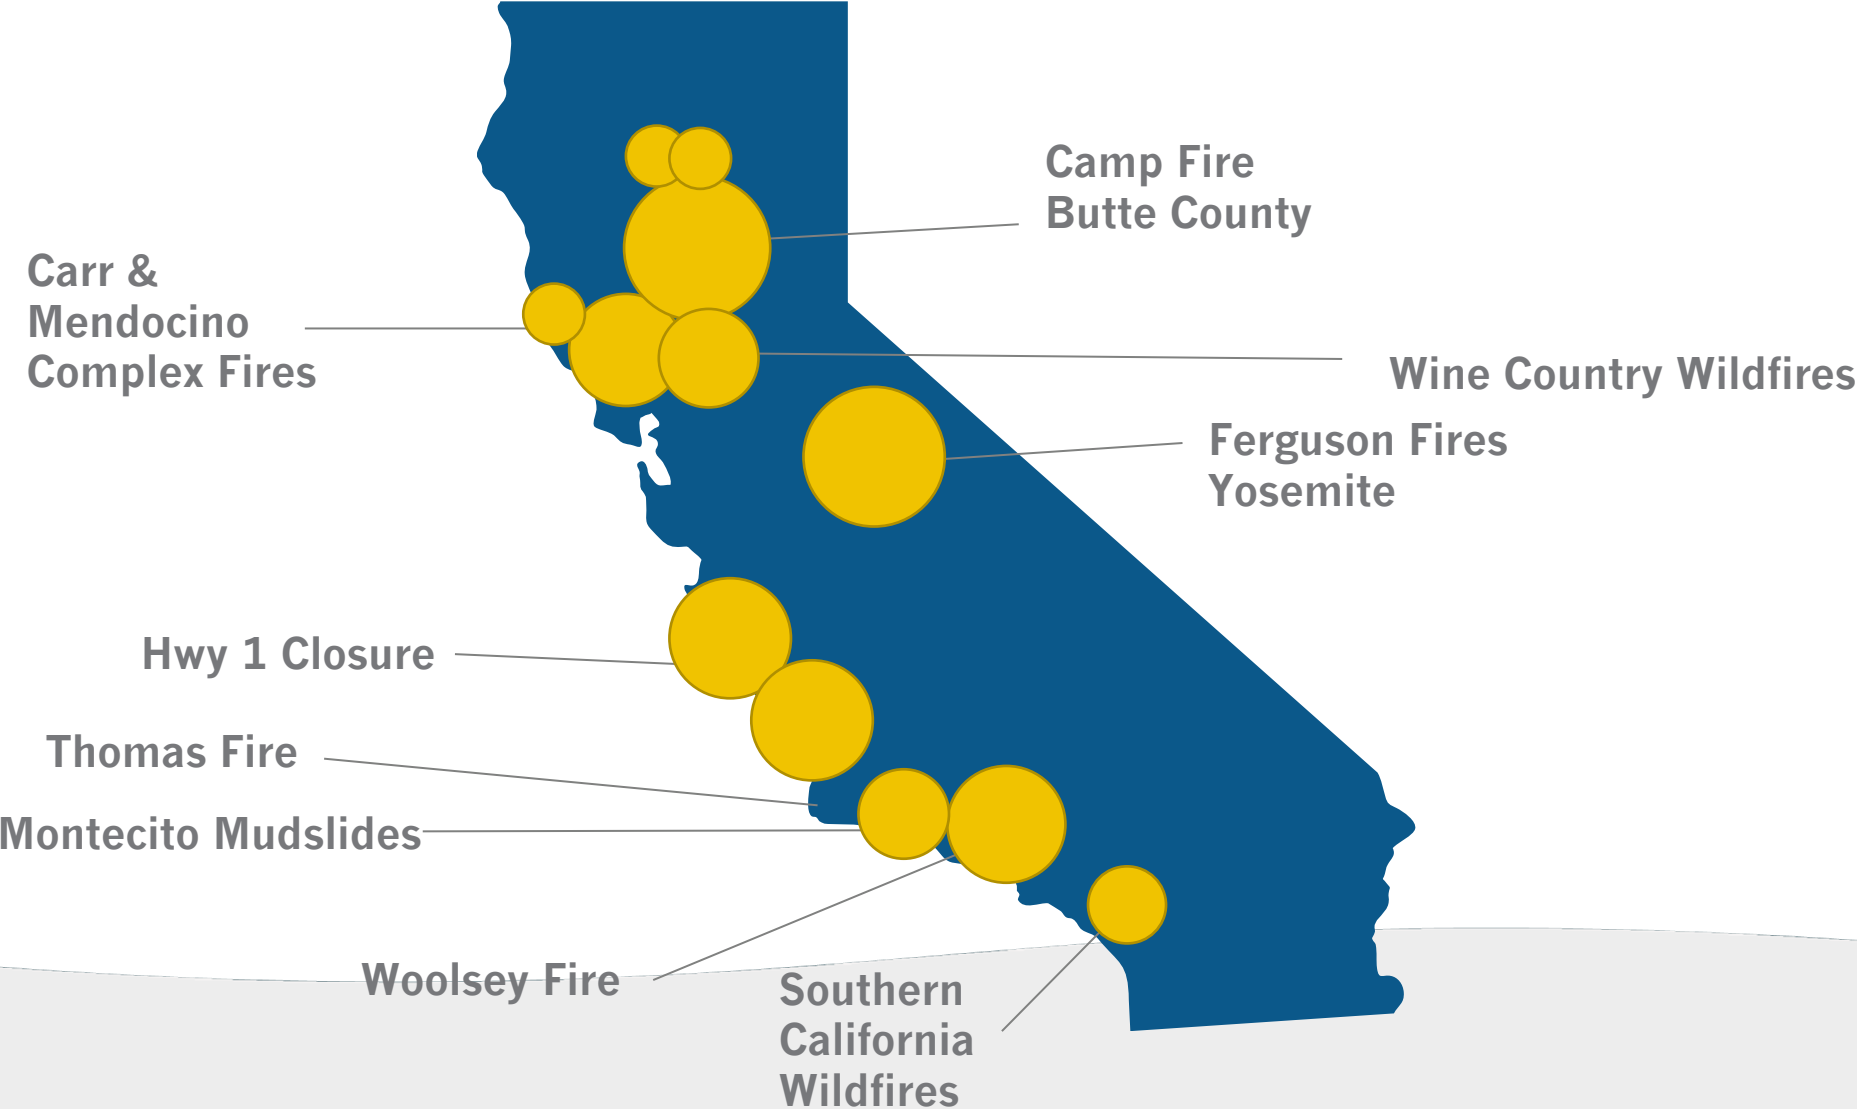 Camp Fire
Butte County
Carr &
Mendocino
Complex Fires
Wine Country Wildfires
Ferguson Fires
Yosemite
Hwy 1 Closure
Thomas Fire
Montecito Mudslides
Woolsey Fire
Southern
California
Wildfires